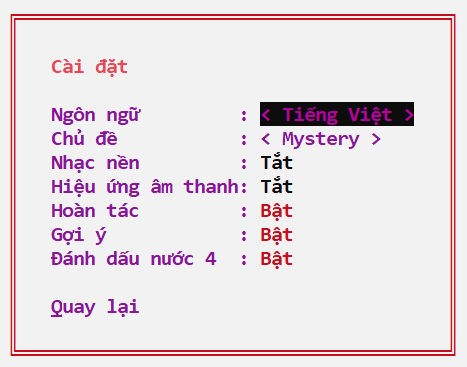 Cài đặt
Ngôn ngữ : < Tiếng Việt >
Chủ đề : < Mystery >
Nhạc nền : Tắt
Hiệu ứng âm thanh: Tắt
Hoàn tác : Bật
Gợi ý : Bật
Đánh dấu nước 4 : Bật
Quay lại